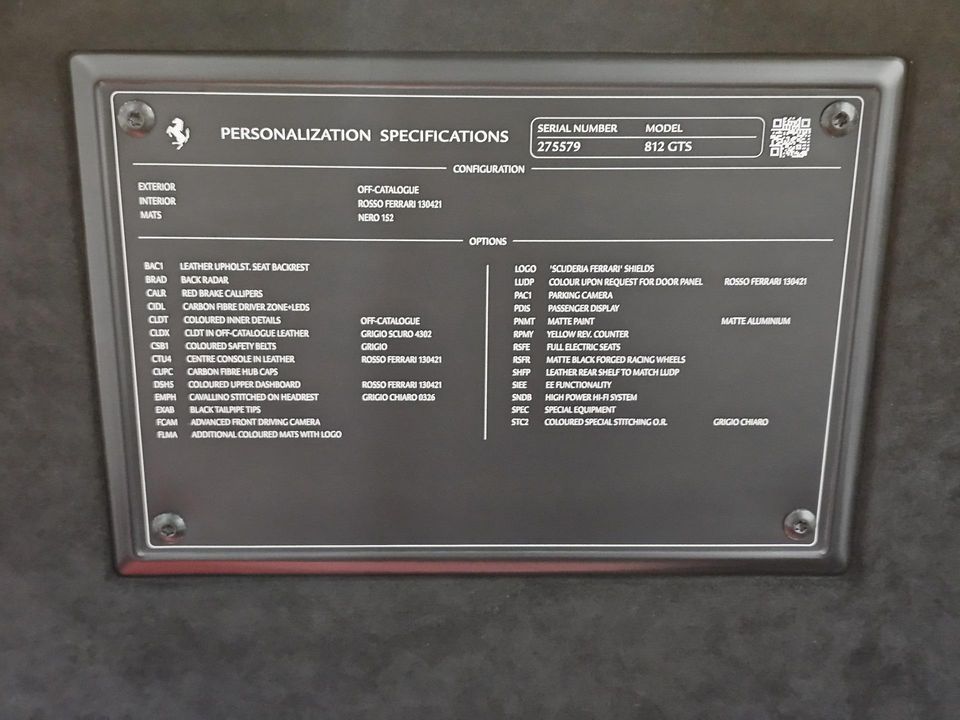 PERSONALIZATION SPECIFICATIONS
SERIAL NUMBER MODEL
275579 812 GTS
CONFIGURATION
EXTERIOR OFF-CATALOGUE
INTERIOR ROSSO FERRARI 130421
MATS NERO 152
OPTIONS
BAC1 LEATHER UPHOLST. SEAT BACKREST
BRAD BACK RADAR
CALR RED BRAKE CALLIPERS
CIDL CARBON FIBRE DRIVER ZONE+LEDS
CLDT COLOURED INNER DETAILS OFF-CATALOGUE
CLDX CLDT IN OFF-CATALOGUE LEATHER GRIGIO SCURO 4302
CSB1 COLOURED SAFETY BELTS GRIGIO
CTU4 CENTRE CONSOLE IN LEATHER ROSSO FERRARI 130421
CUPC CARBON FIBRE HUB CAPS
DSH5 COLOURED UPPER DASHBOARD ROSSO FERRARI 130421
EMPH CAVALLINO STITCHED ON HEADREST GRIGIO CHIARO 0326
EXAB BLACK TAILPIPE TIPS
FCAM ADVANCED FRONT DRIVING CAMERA
FLMA ADDITIONAL COLOURED MATS WITH LOGO
LOGO 'SCUDERIA FERRARI' SHIELDS
LUDP COLOUR UPON REQUEST FOR DOOR PANEL ROSSO FERRARI 130421
PAC1 PARKING CAMERA
PDIS PASSENGER DISPLAY
PNMT MATTE PAINT MATTE ALUMINIUM
RPMY YELLOW REV. COUNTER
RSFE FULL ELECTRIC SEATS
RSFR MATTE BLACK FORGED RACING WHEELS
SHFP LEATHER REAR SHELF TO MATCH LUDP
SIEE EE FUNCTIONALITY
SNDB HIGH POWER HI-FI SYSTEM
SPEC SPECIAL EQUIPMENT
STC2 COLOURED SPECIAL STITCHING O.R. GRIGIO CHIARO